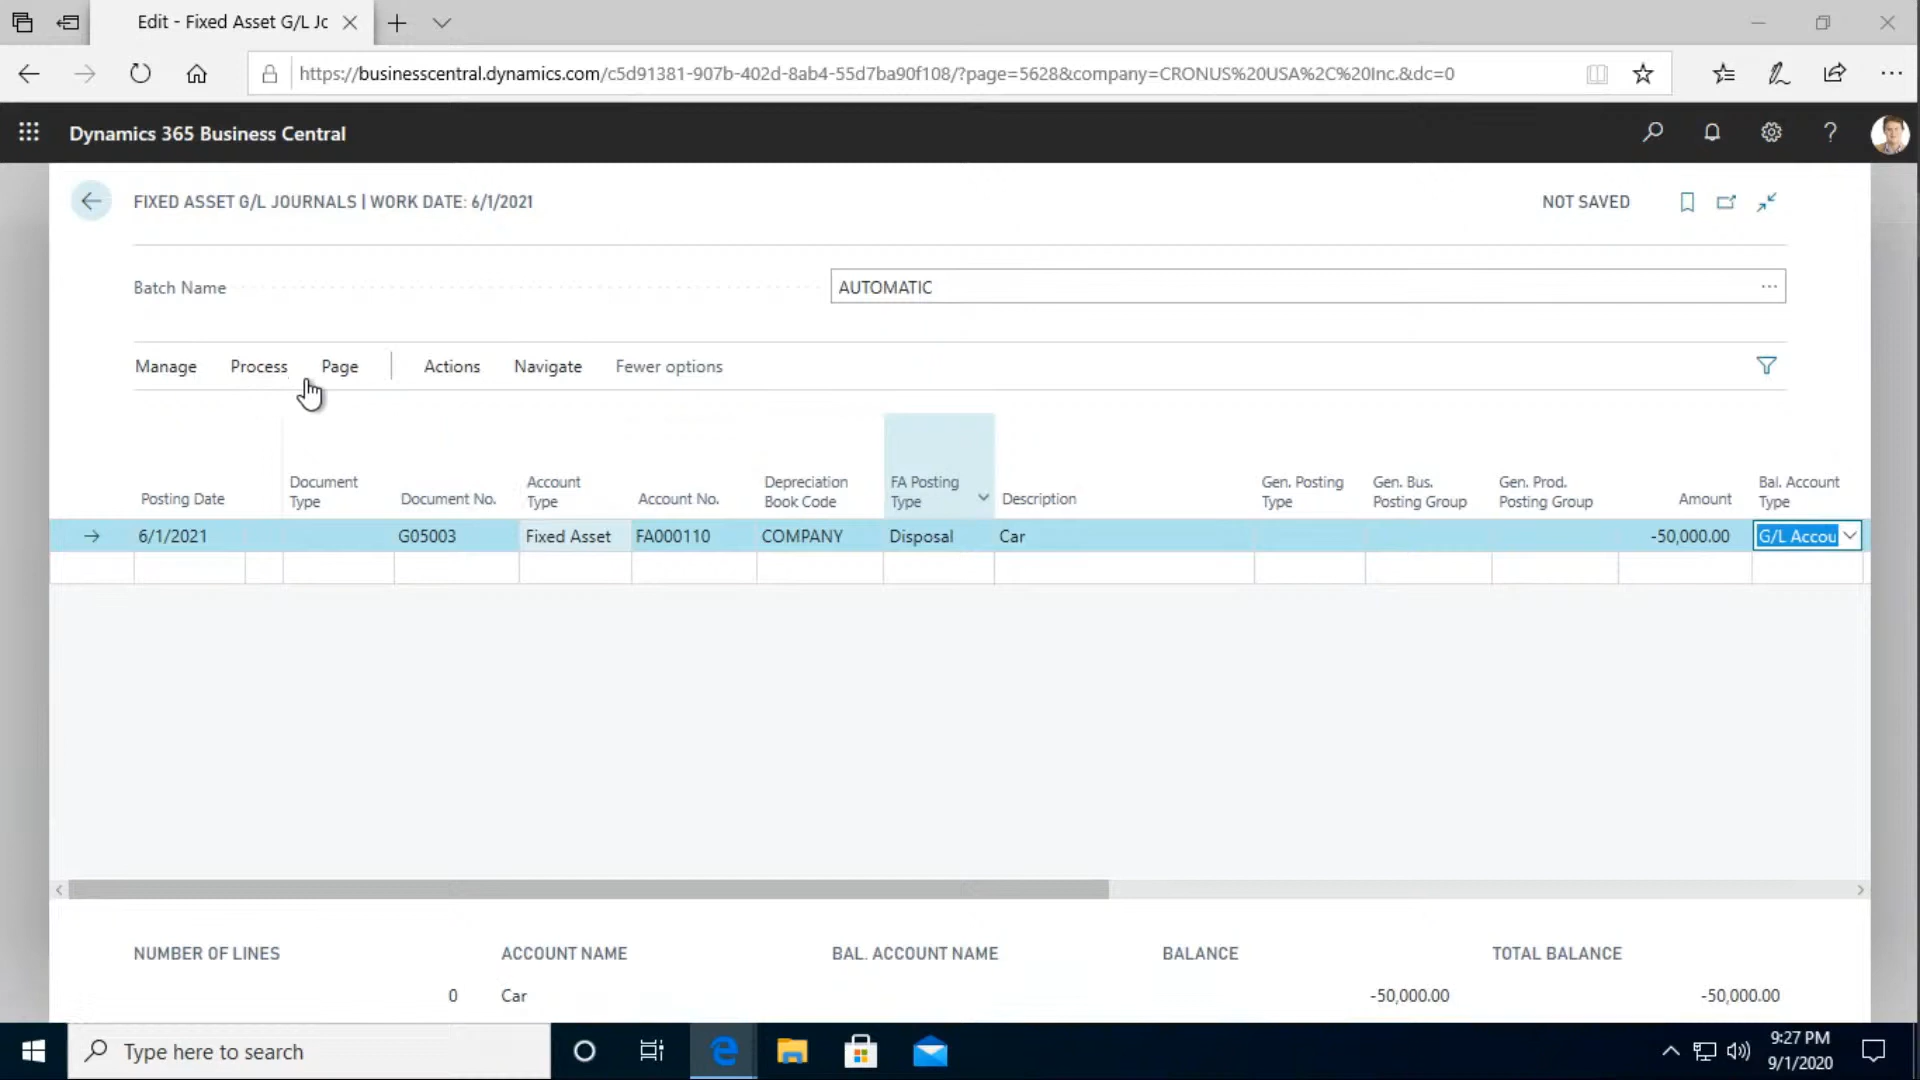 Edit - Fixed Asset G/L Jc
https://businesscentral.dynamics.com/c5d91381-907b-402d-8ab4-55d7ba90f108/?page=5628&company=CRONUS%20USA%2C%20Inc.&dc=0
Dynamics 365 Business Central
FIXED ASSET G/L JOURNALS | WORK DATE: 6/1/2021
NOT SAVED
Batch Name
AUTOMATIC
Manage Process Page Actions Navigate Fewer options
Posting Date
Document Type
Document No.
Account Type
Account No.
Depreciation Book Code
FA Posting Type
Description
Gen. Posting Type
Gen. Bus. Posting Group
Gen. Prod. Posting Group
Amount
Bal. Account Type
6/1/2021 G05003 Fixed Asset FA000110 COMPANY Disposal Car -50,000.00 G/L Accou
NUMBER OF LINES ACCOUNT NAME BAL. ACCOUNT NAME BALANCE TOTAL BALANCE
0 Car -50,000.00 -50,000.00
Type here to search
9:27 PM
9/1/2020